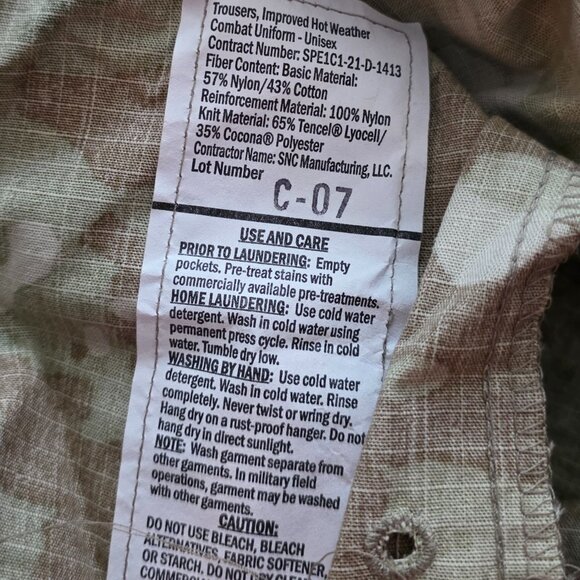 Trousers, Improved Hot Weather
Combat Uniform - Unisex
Contract Number: SPE1C1-21-D-1413
Fiber Content: Basic Material:
57% Nylon/43% Cotton
Reinforcement Material: 100% Nylon
Knit Material: 65% Tencel® Lyocell/
35% Cocona® Polyester
Contractor Name: SNC Manufacturing, LLC.
Lot Number
C-07
USE AND CARE
PRIOR TO LAUNDERING: Empty
pockets. Pre-treat stains with
commercially available pre-treatments.
HOME LAUNDERING: Use cold water
detergent. Wash in cold water using
permanent press cycle. Rinse in cold
water. Tumble dry low.
WASHING BY HAND: Use cold water
detergent. Wash in cold water. Rinse
completely. Never twist or wring dry.
Hang dry on a rust-proof hanger. Do not
hang dry in direct sunlight.
NOTE: Wash garment separate from
other garments. In military field
operations, garment may be washed
with other garments.
CAUTION:
DO NOT USE BLEACH, BLEACH
ALTERNATIVES, FABRIC SOFTENER,
OR STARCH. DO NOT DRY CLEAN